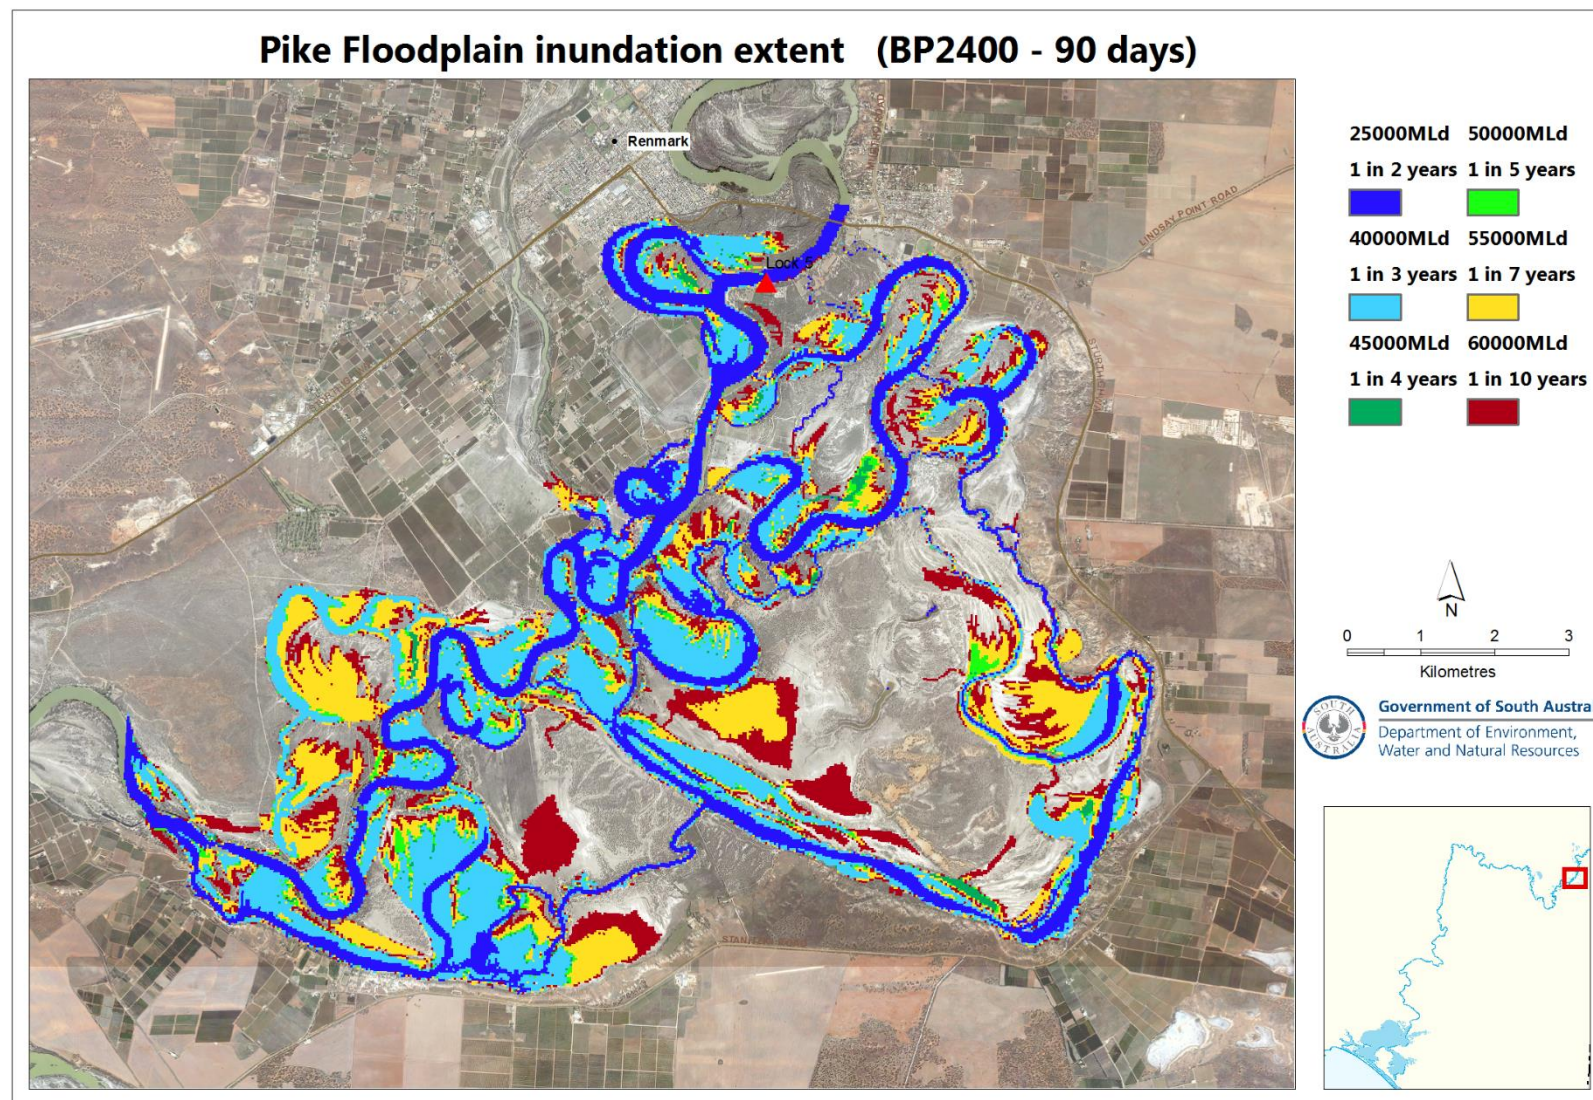 Pike Floodplain inundation extent (BP2400 - 90 days)
Renmark
LINDSAY POINT ROAD
Lock 5
25000MLd 50000MLd
1 in 2 years 1 in 5 years
40000MLd 55000MLd
1 in 3 years 1 in 7 years
45000MLd 60000MLd
1 in 4 years 1 in 10 years
N
0 1 2 3
Kilometres
SOUTH AUSTRALIA
Government of South Austra
Department of Environment,
Water and Natural Resources